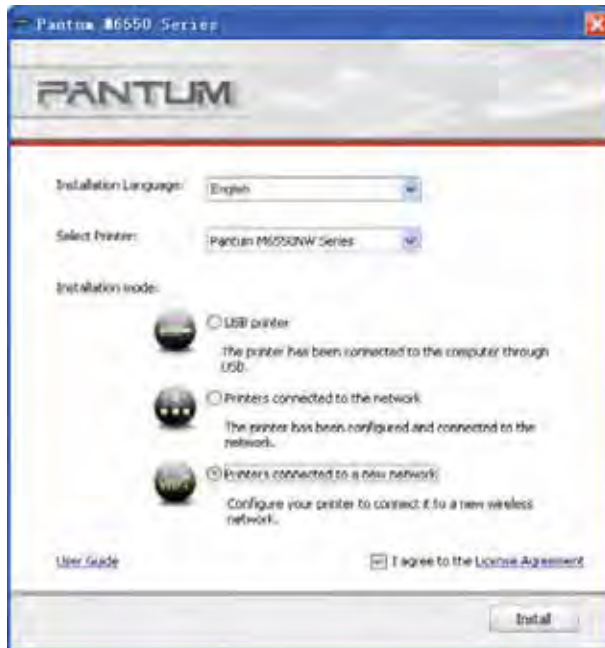 Pantum M6550 Series
PANTUM
Installation Language:
English
Select Printer:
Pantum M6550NW Series
Installation mode:
USB printer
The printer has been connected to the computer through
USB.
Printers connected to the network
The printer has been configured and connected to the
network.
Printers connected to a new network
Configure your printer to connect it to a new wireless
network.
User Guide
I agree to the License Agreement
Install